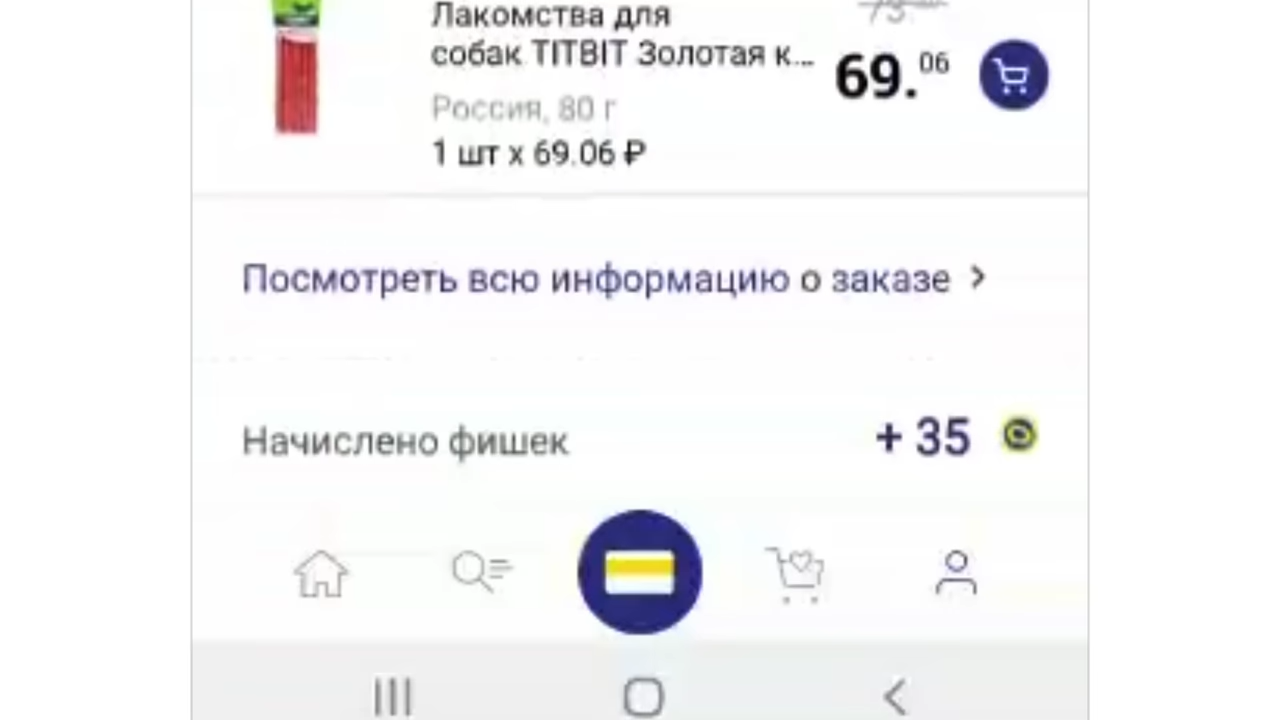 Лакомства для
собак TITBIT Золотая к...
69.06
Россия, 80 г
1 шт х 69.06 ₽
Посмотреть всю информацию о заказе
Начислено фишек
+ 35